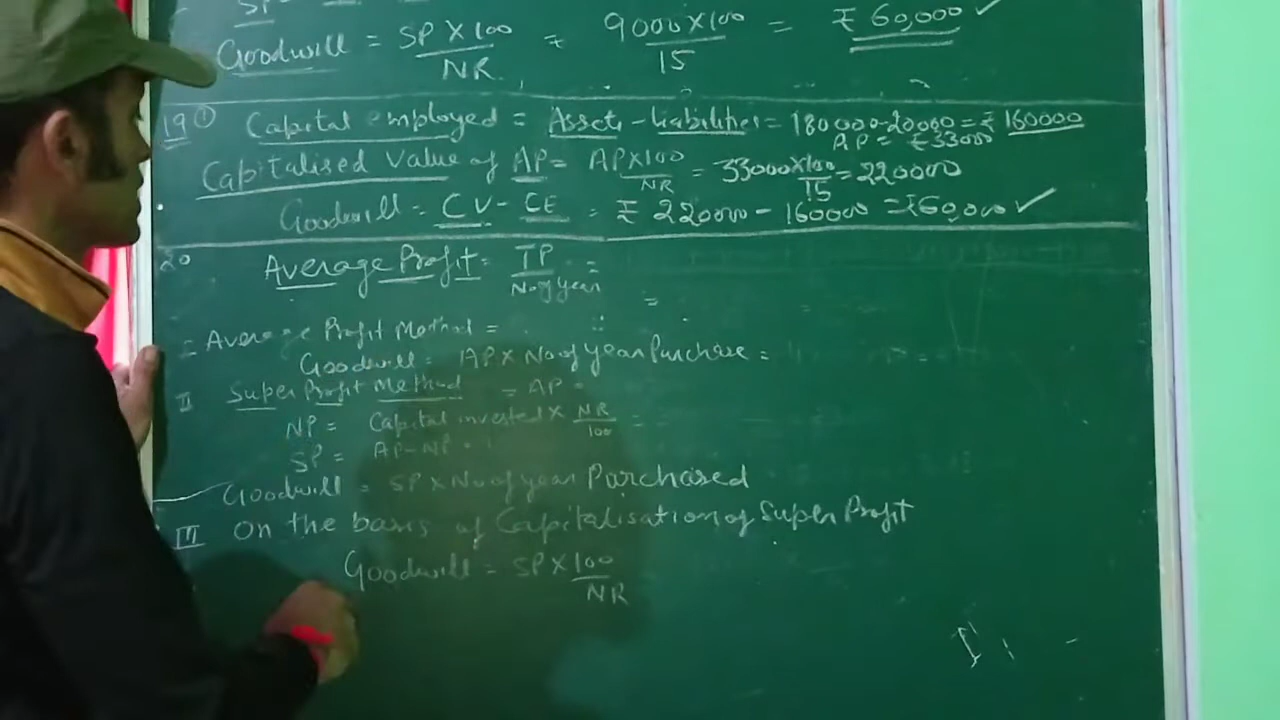 SP
Goodwill = SP X 100 / NR = 9000 X 100 / 15 = ₹ 60,000 ✓
19 ① Capital employed = Assets - Liabilities = 180000-20000 = ₹ 160000
AP = ₹33000
Capitalised Value of AP = AP X 100 / NR = 33000 X 100 / 15 = 220000
Goodwill = CV - CE = ₹ 220000 - 160000 = ₹60,000 ✓
20 Average Profit = TP / No of year =
=
= Average Profit Method =
Goodwill = AP X No of year Purchase =
II Super Profit Method = AP =
NP = Capital invested X NR / 100 =
SP = AP - NP =
Goodwill = SP X No of year Purchased
III On the basis of Capitalisation of Super Profit
Goodwill = SP X 100 / NR